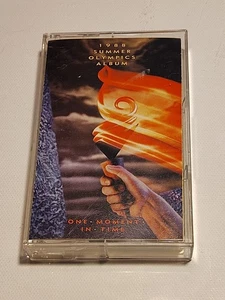 1988
SUMMER
OLYMPICS
ALBUM
ONE • MOMENT
IN • TIME